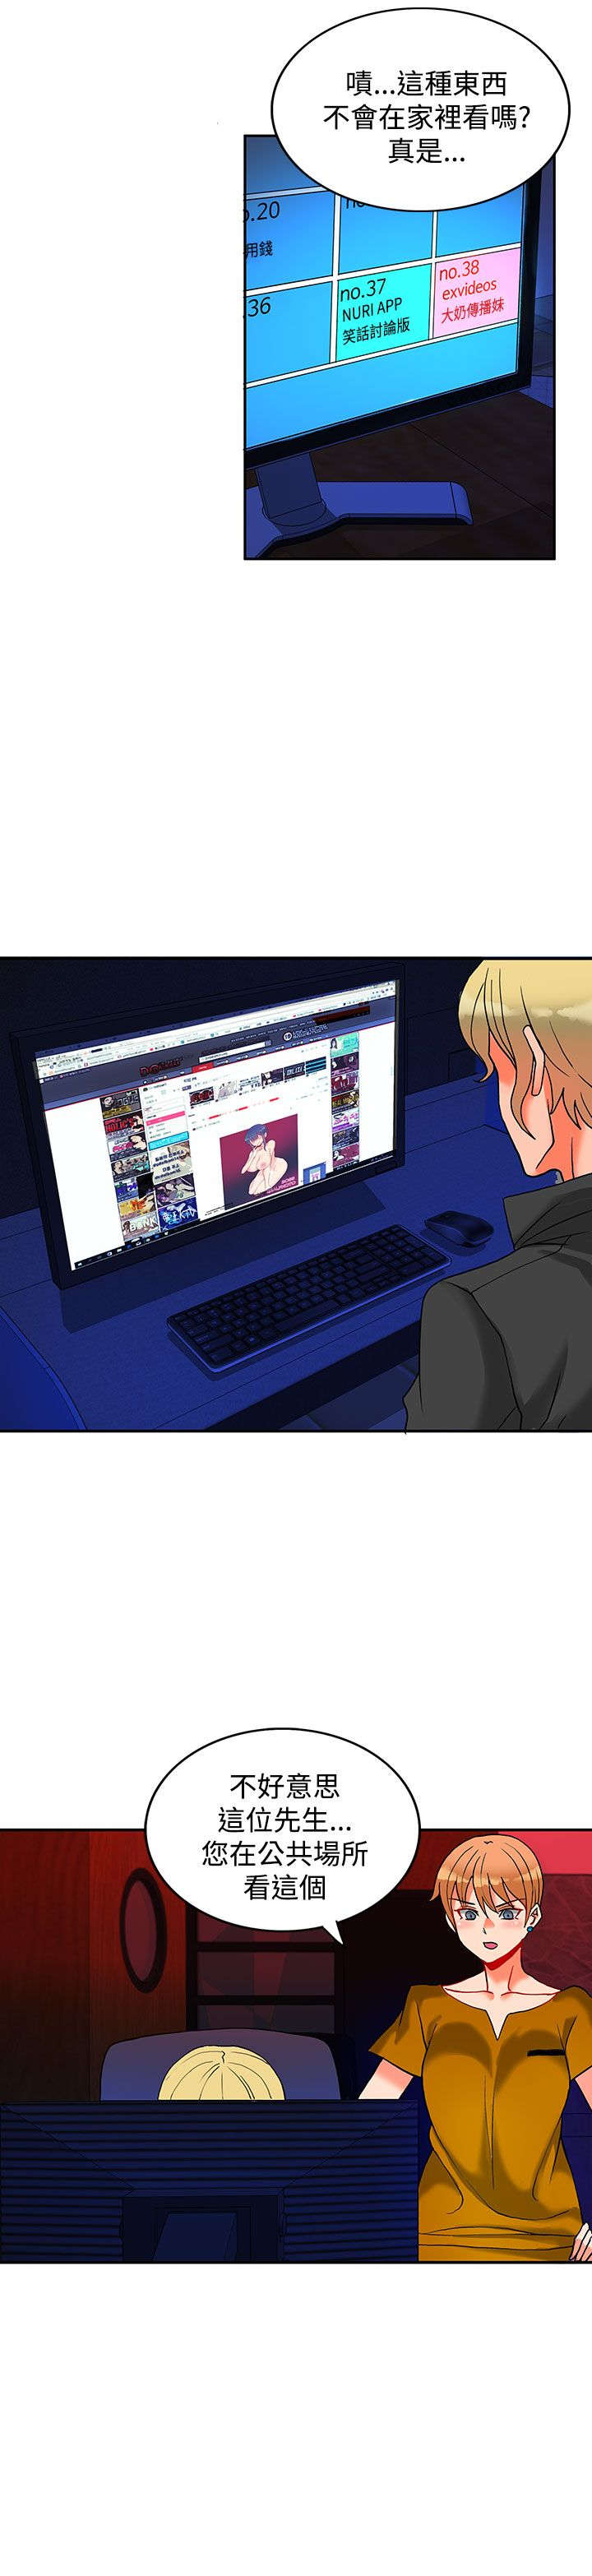 嘖...這種東西
不會在家裡看嗎?
真是...
o.20
用錢
36
no
no.37
NURI APP
笑話討論版
no.38
exvideos
大奶傳播妹
不好意思
這位先生...
您在公共場所
看這個